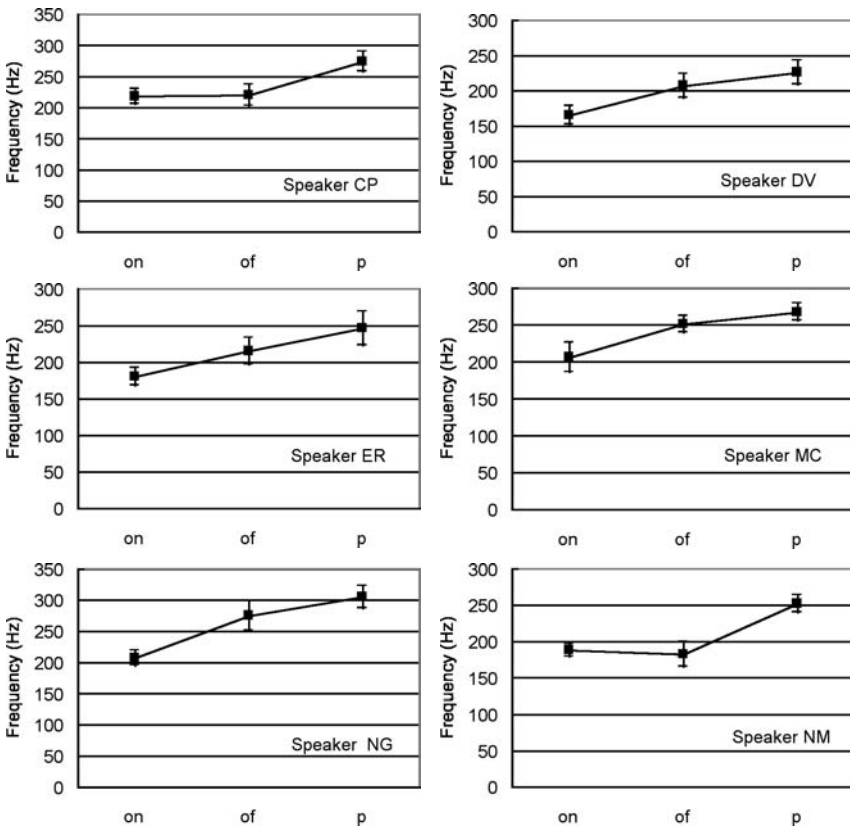 Frequency (Hz)
350
300
250
200
150
100
50
0
Speaker CP
on of p
Frequency (Hz)
300
250
200
150
100
50
0
Speaker DV
on of p
Frequency (Hz)
300
250
200
150
100
50
0
Speaker ER
on of p
Frequency (Hz)
300
250
200
150
100
50
0
Speaker MC
on of p
Frequency (Hz)
350
300
250
200
150
100
50
0
Speaker NG
on of p
Frequency (Hz)
300
250
200
150
100
50
0
Speaker NM
on of p